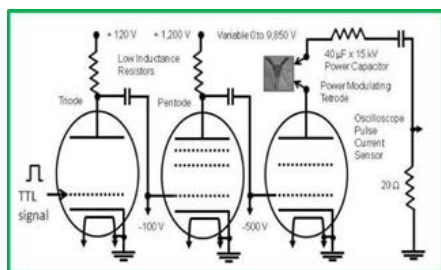 + 120 V
+ 1,200 V
Variable 0 to 9,850 V
Low Inductance
Resistors
Triode
Pentode
40 µF x 15 kV
Power Capacitor
Power Modulating
Tetrode
Oscilloscope
Pulse
Current
Sensor
TTL
signal
20 Ω
-100 V
-500 V